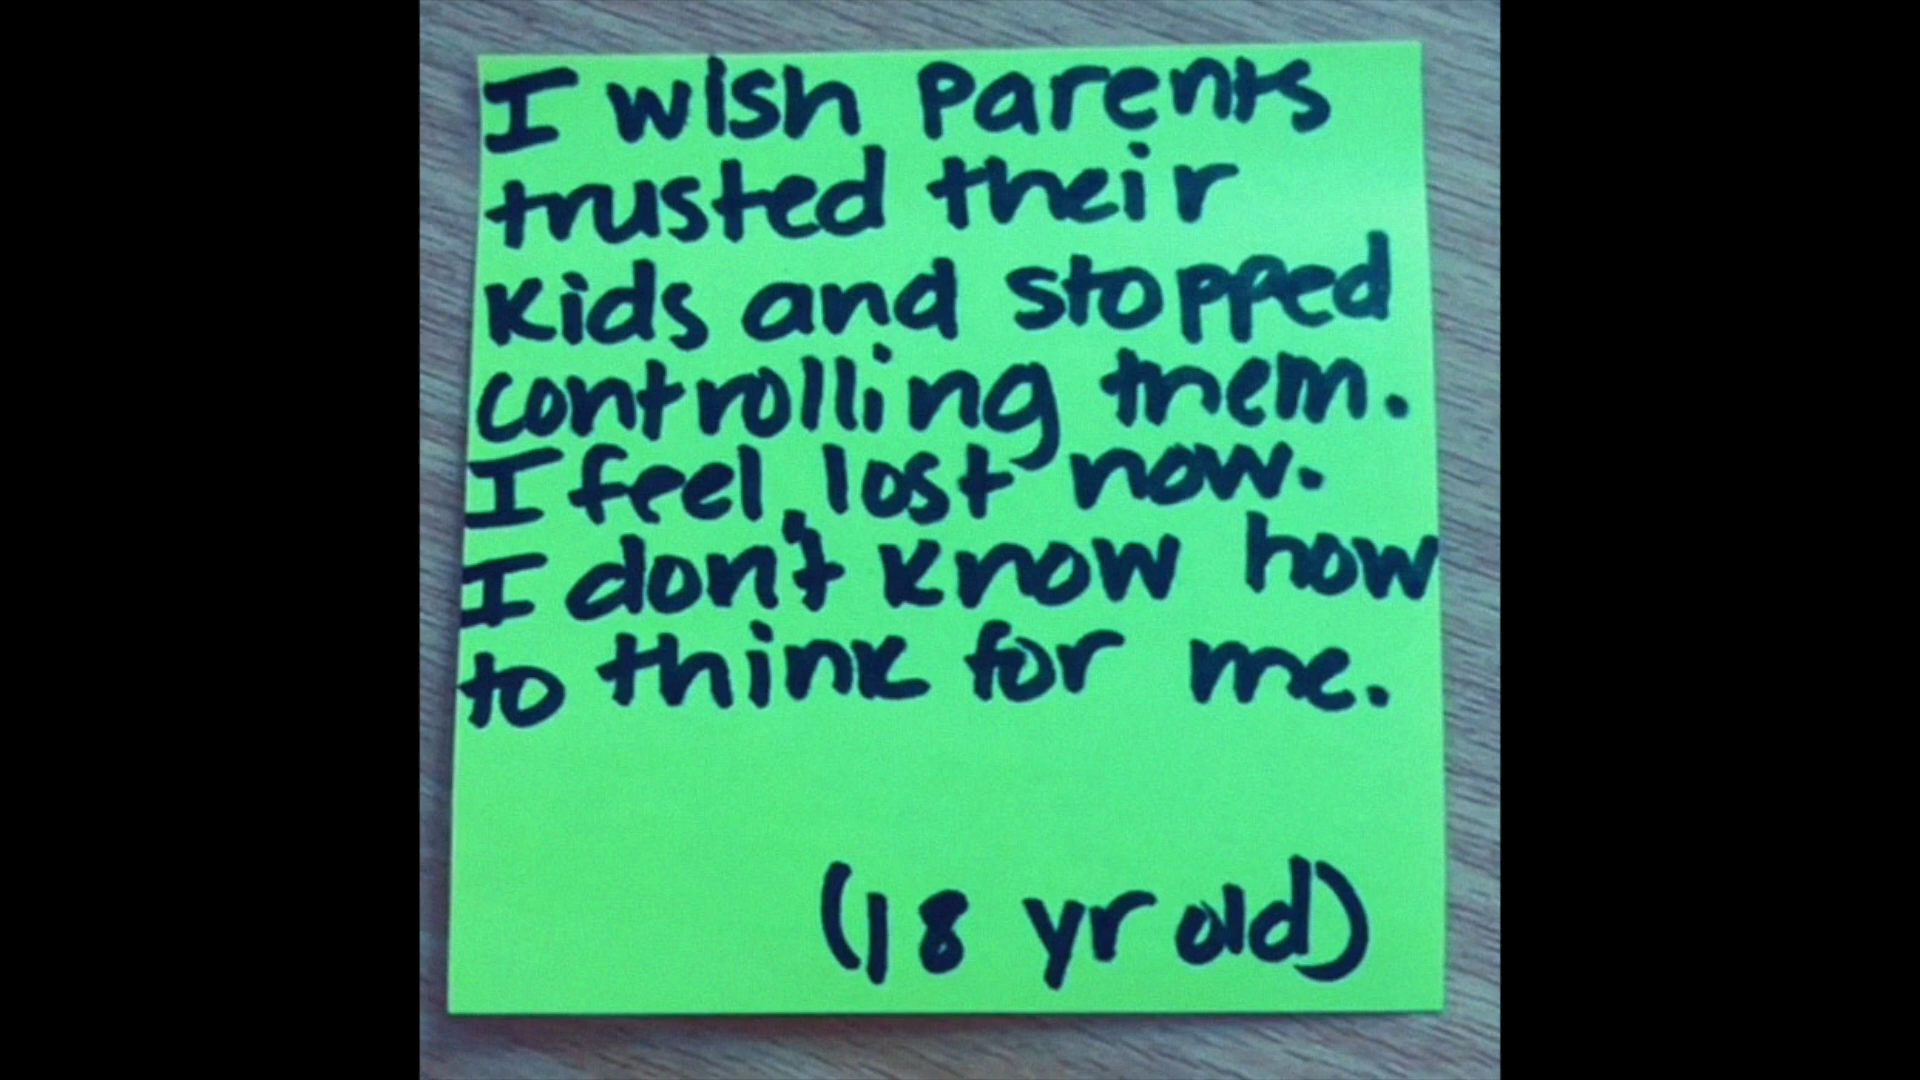 I wish parents
trusted their
kids and stopped
controlling them.
I feel lost now.
I don't know how
to think for me.
(18 yr old)